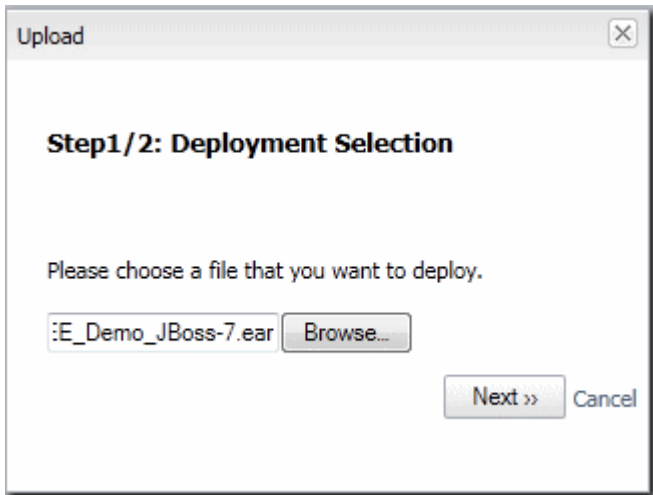 Upload
Step1/2: Deployment Selection
Please choose a file that you want to deploy.
E_Demo_JBoss-7.ear Browse...
Next ›› Cancel